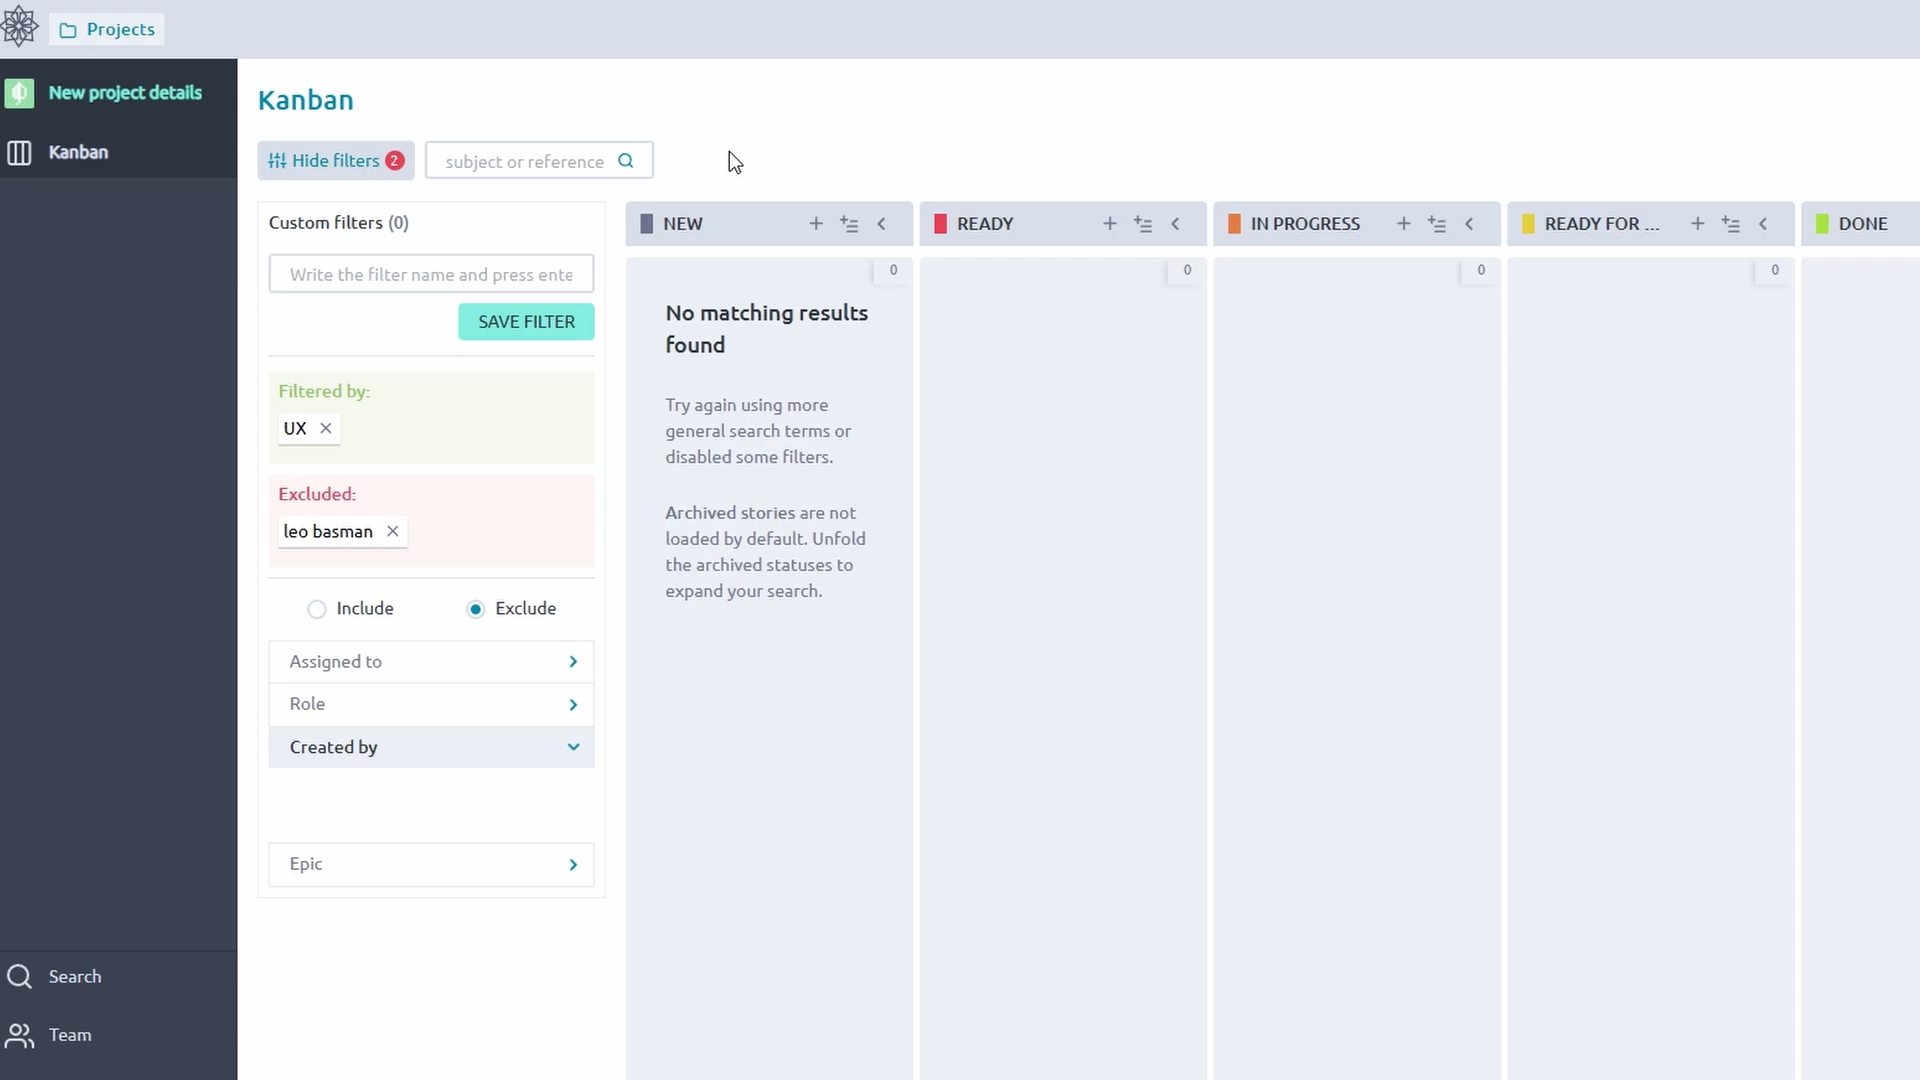 Projects
New project details
Kanban
Kanban
Hide filters 2
subject or reference
Custom filters (0)
Write the filter name and press ente
SAVE FILTER
Filtered by:
UX
Excluded:
leo basman
Include
Exclude
Assigned to
Role
Created by
Epic
NEW
READY
IN PROGRESS
READY FOR ...
DONE
0
0
0
0
No matching results
found
Try again using more
general search terms or
disabled some filters.
Archived stories are not
loaded by default. Unfold
the archived statuses to
expand your search.
Search
Team